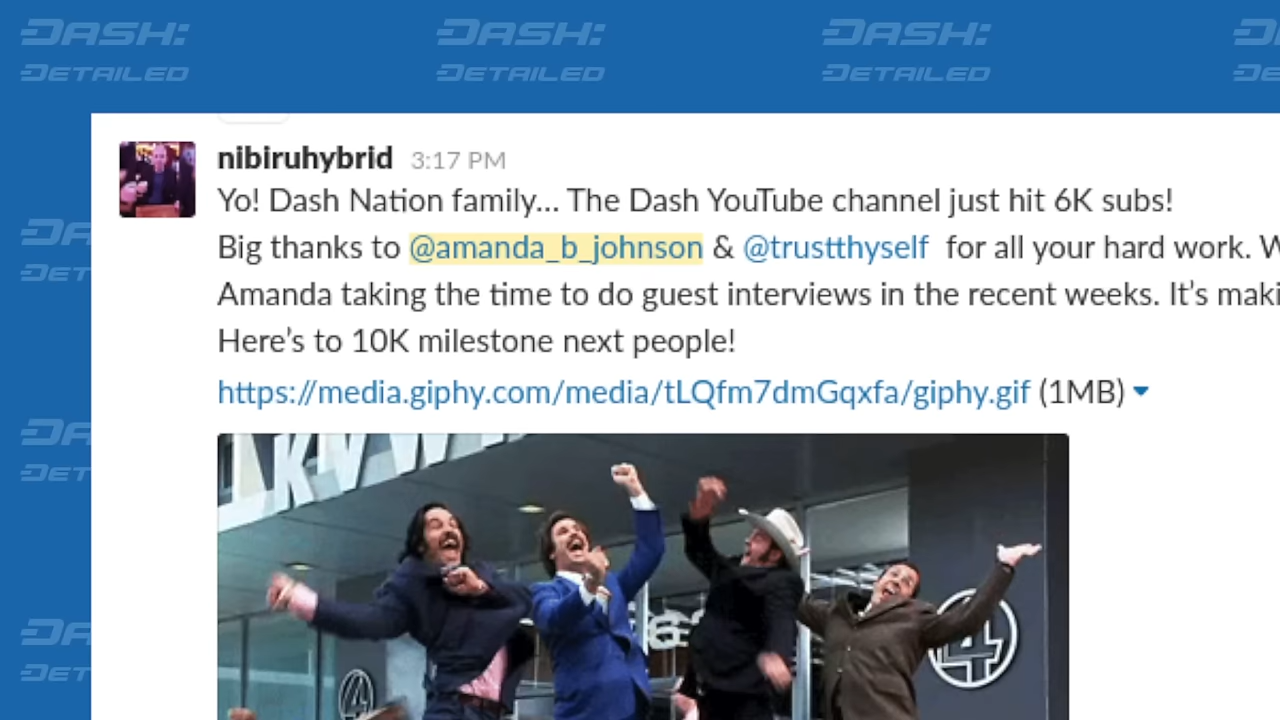 DASH: DASH: DASH:
DETAILED DETAILED DETAILED
nibiruhybrid 3:17 PM
Yo! Dash Nation family... The Dash YouTube channel just hit 6K subs!
Big thanks to @amanda_b_johnson & @trustthyself for all your hard work. W
Amanda taking the time to do guest interviews in the recent weeks. It's maki
Here's to 10K milestone next people!
https://media.giphy.com/media/tLQfm7dmGqxfa/giphy.gif (1MB)
4
4